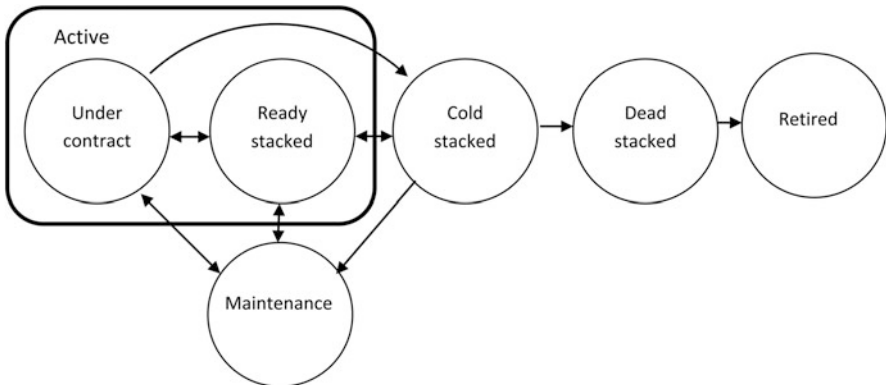 Active
Under
contract
Ready
stacked
Cold
stacked
Dead
stacked
Retired
Maintenance